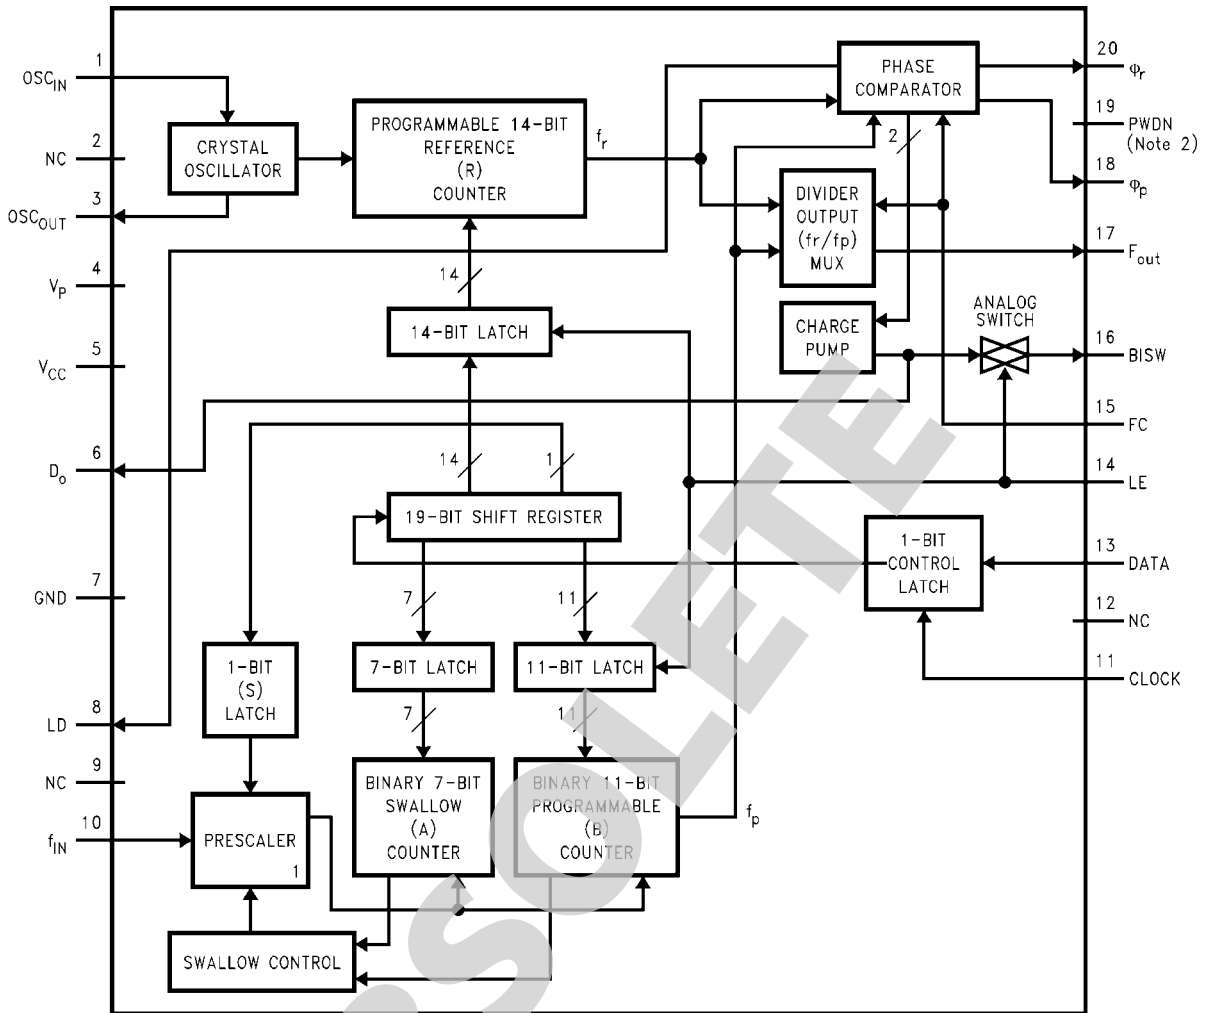 1
OSC_IN
2
NC
3
OSC_OUT
4
V_P
5
V_CC
6
D_o
7
GND
8
LD
9
NC
10
f_IN
CRYSTAL
OSCILLATOR
PROGRAMMABLE 14-BIT
REFERENCE
(R)
COUNTER
f_r
14
14-BIT LATCH
14
1
19-BIT SHIFT REGISTER
7
11
1-BIT
(S)
LATCH
7-BIT LATCH
11-BIT LATCH
7
11
PRESCALER
1
BINARY 7-BIT
SWALLOW
(A)
COUNTER
BINARY 11-BIT
PROGRAMMABLE
(B)
COUNTER
f_p
SWALLOW CONTROL
PHASE
COMPARATOR
2
DIVIDER
OUTPUT
(fr/fp)
MUX
CHARGE
PUMP
ANALOG
SWITCH
1-BIT
CONTROL
LATCH
20
φ_r
19
PWDN
(Note 2)
18
φ_p
17
F_out
16
BISW
15
FC
14
LE
13
DATA
12
NC
11
CLOCK
SOLETE